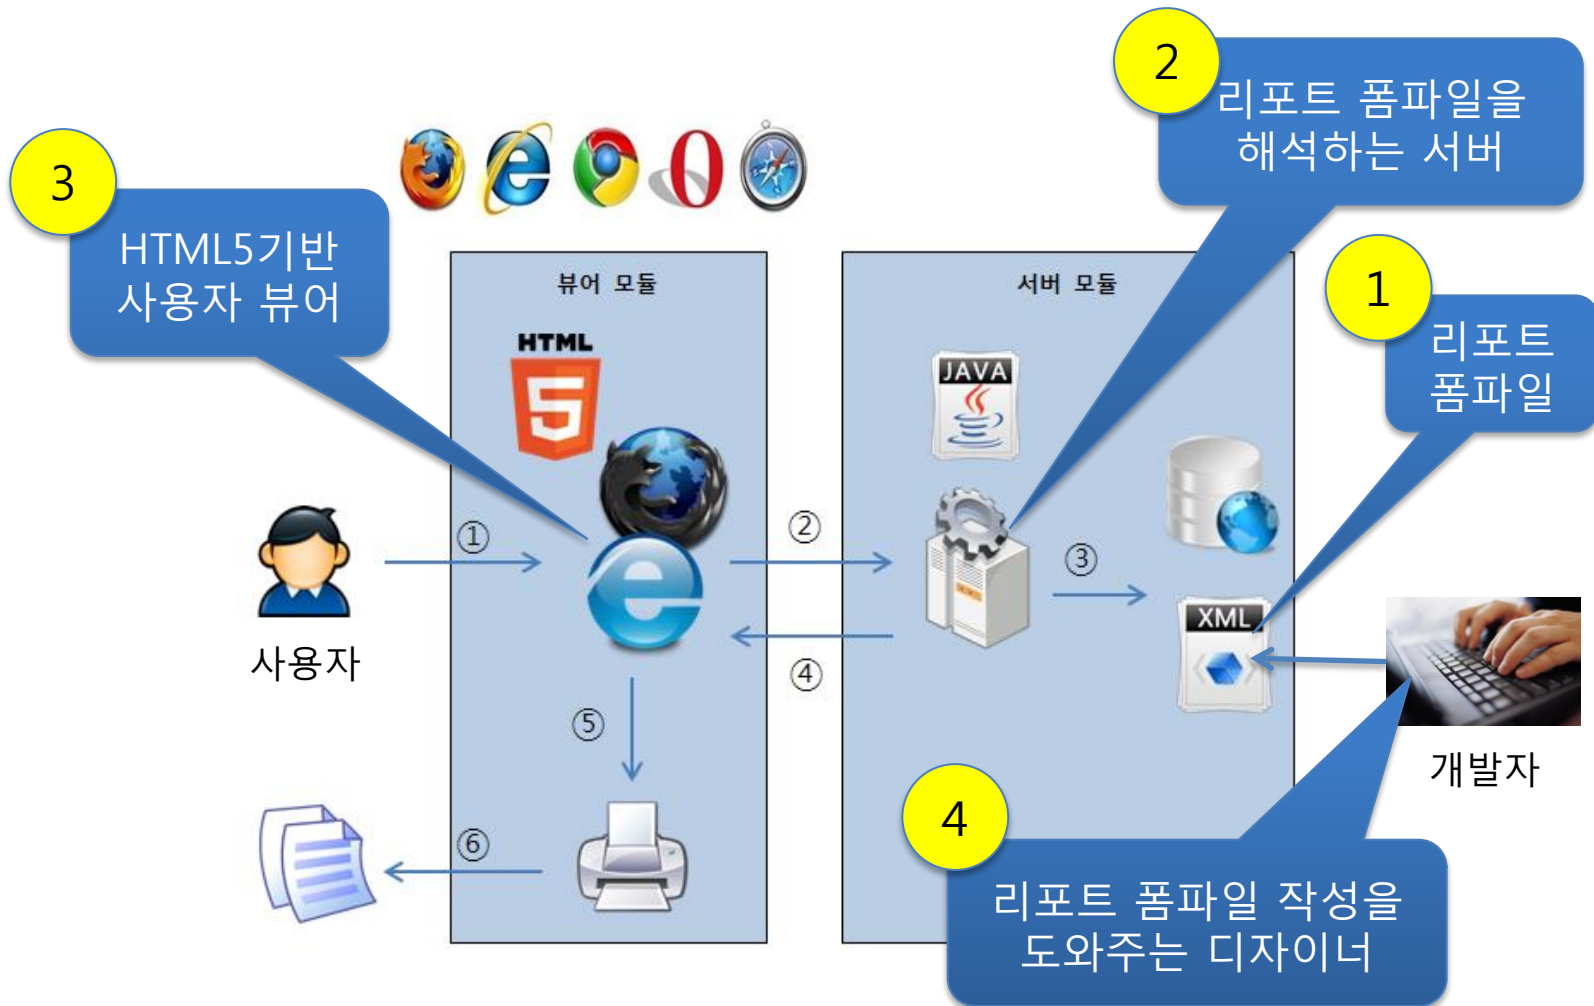 2
리포트 폼파일을
해석하는 서버
3
HTML5기반
사용자 뷰어
뷰어 모듈
서버 모듈
1
리포트
폼파일
HTML
5
JAVA
①
②
③
XML
사용자
④
⑤
개발자
4
⑥
리포트 폼파일 작성을
도와주는 디자이너